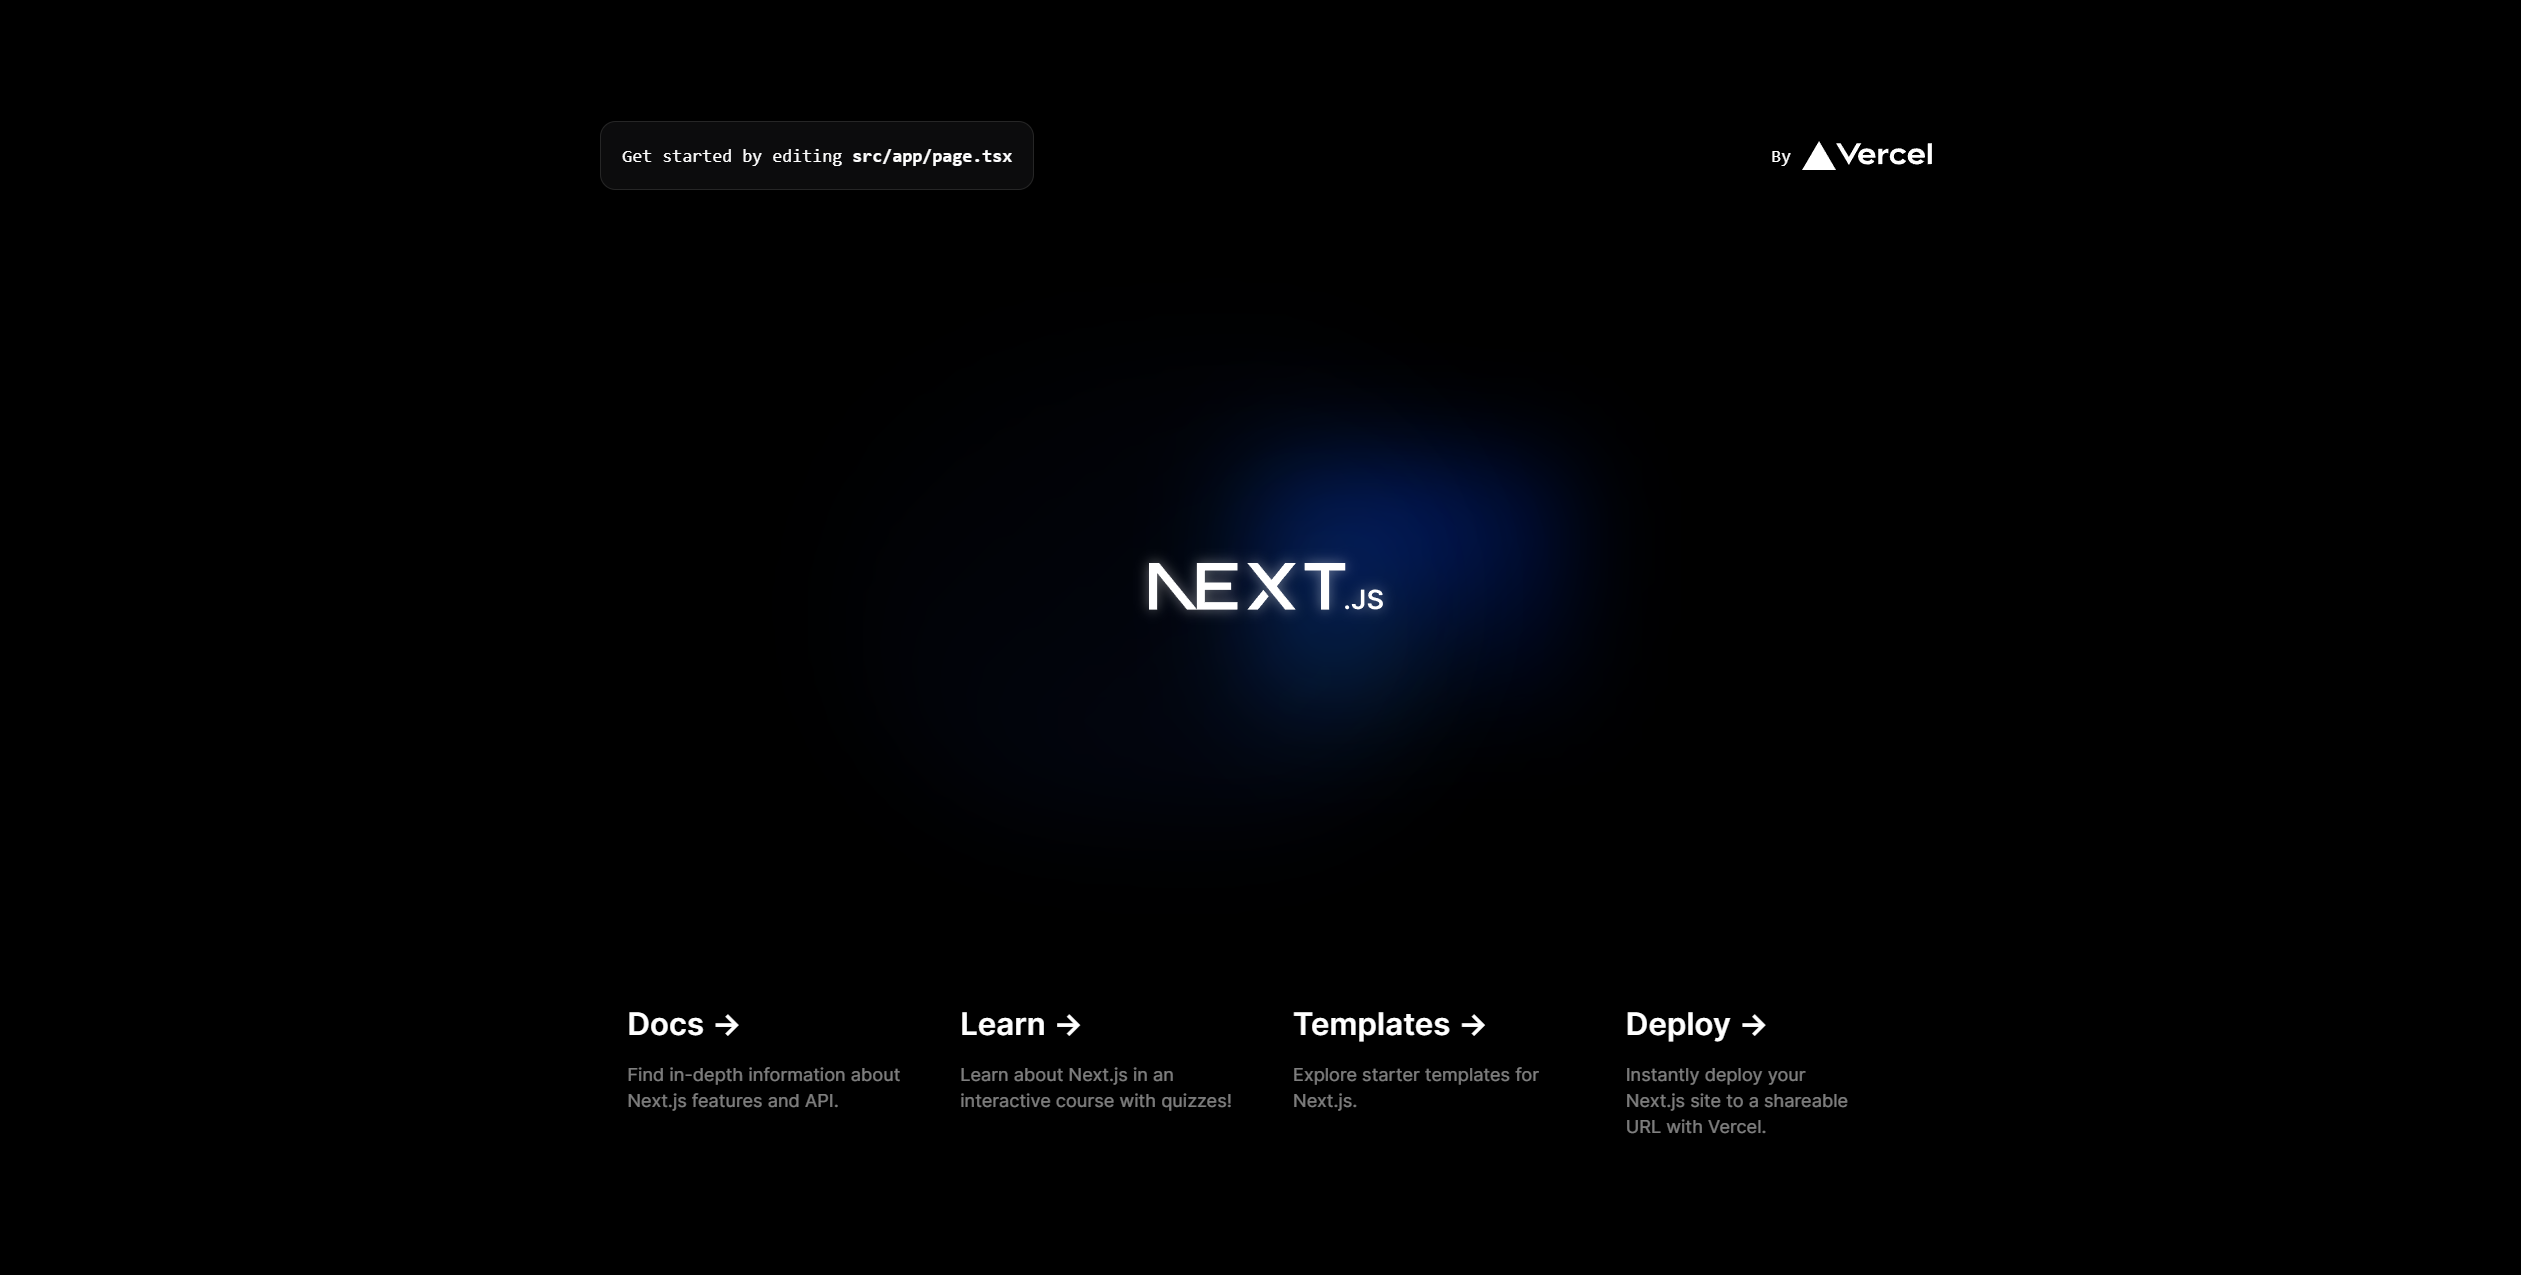 Get started by editing src/app/page.tsx
By Vercel
NEXT.JS
Docs →
Find in-depth information about
Next.js features and API.
Learn →
Learn about Next.js in an
interactive course with quizzes!
Templates →
Explore starter templates for
Next.js.
Deploy →
Instantly deploy your
Next.js site to a shareable
URL with Vercel.